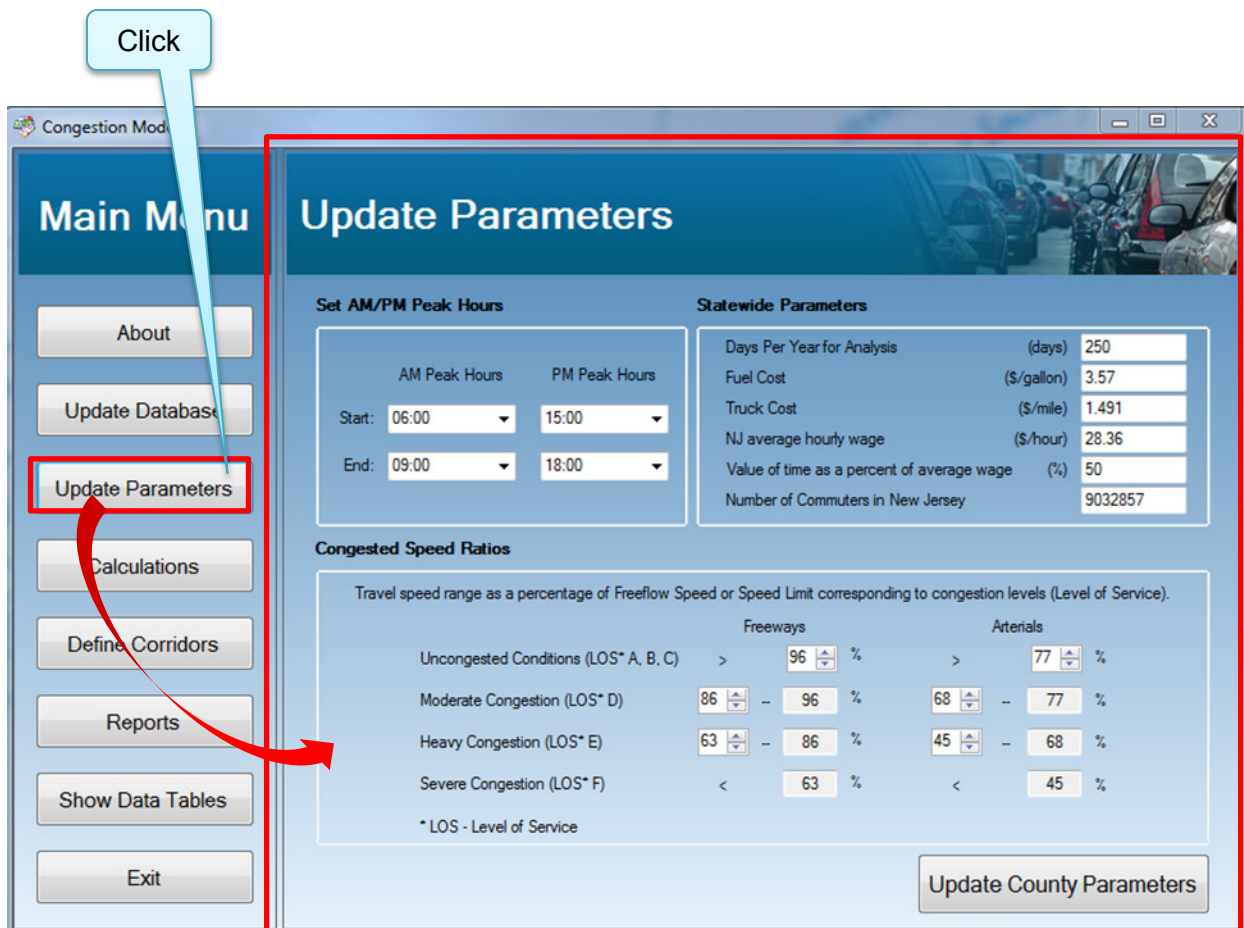 Click
Congestion Mod
Main Menu
Update Parameters
About
Update Database
Update Parameters
Calculations
Define Corridors
Reports
Show Data Tables
Exit
Set AM/PM Peak Hours
AM Peak Hours PM Peak Hours
Start: 06:00 15:00
End: 09:00 18:00
Statewide Parameters
Days Per Year for Analysis (days) 250
Fuel Cost ($/gallon) 3.57
Truck Cost ($/mile) 1.491
NJ average hourly wage ($/hour) 28.36
Value of time as a percent of average wage (%) 50
Number of Commuters in New Jersey 9032857
Congested Speed Ratios
Travel speed range as a percentage of Freeflow Speed or Speed Limit corresponding to congestion levels (Level of Service).
Freeways Arterials
Uncongested Conditions (LOS* A, B, C) > 96 % > 77 %
Moderate Congestion (LOS* D) 86 – 96 % 68 – 77 %
Heavy Congestion (LOS* E) 63 – 86 % 45 – 68 %
Severe Congestion (LOS* F) < 63 % < 45 %
* LOS - Level of Service
Update County Parameters